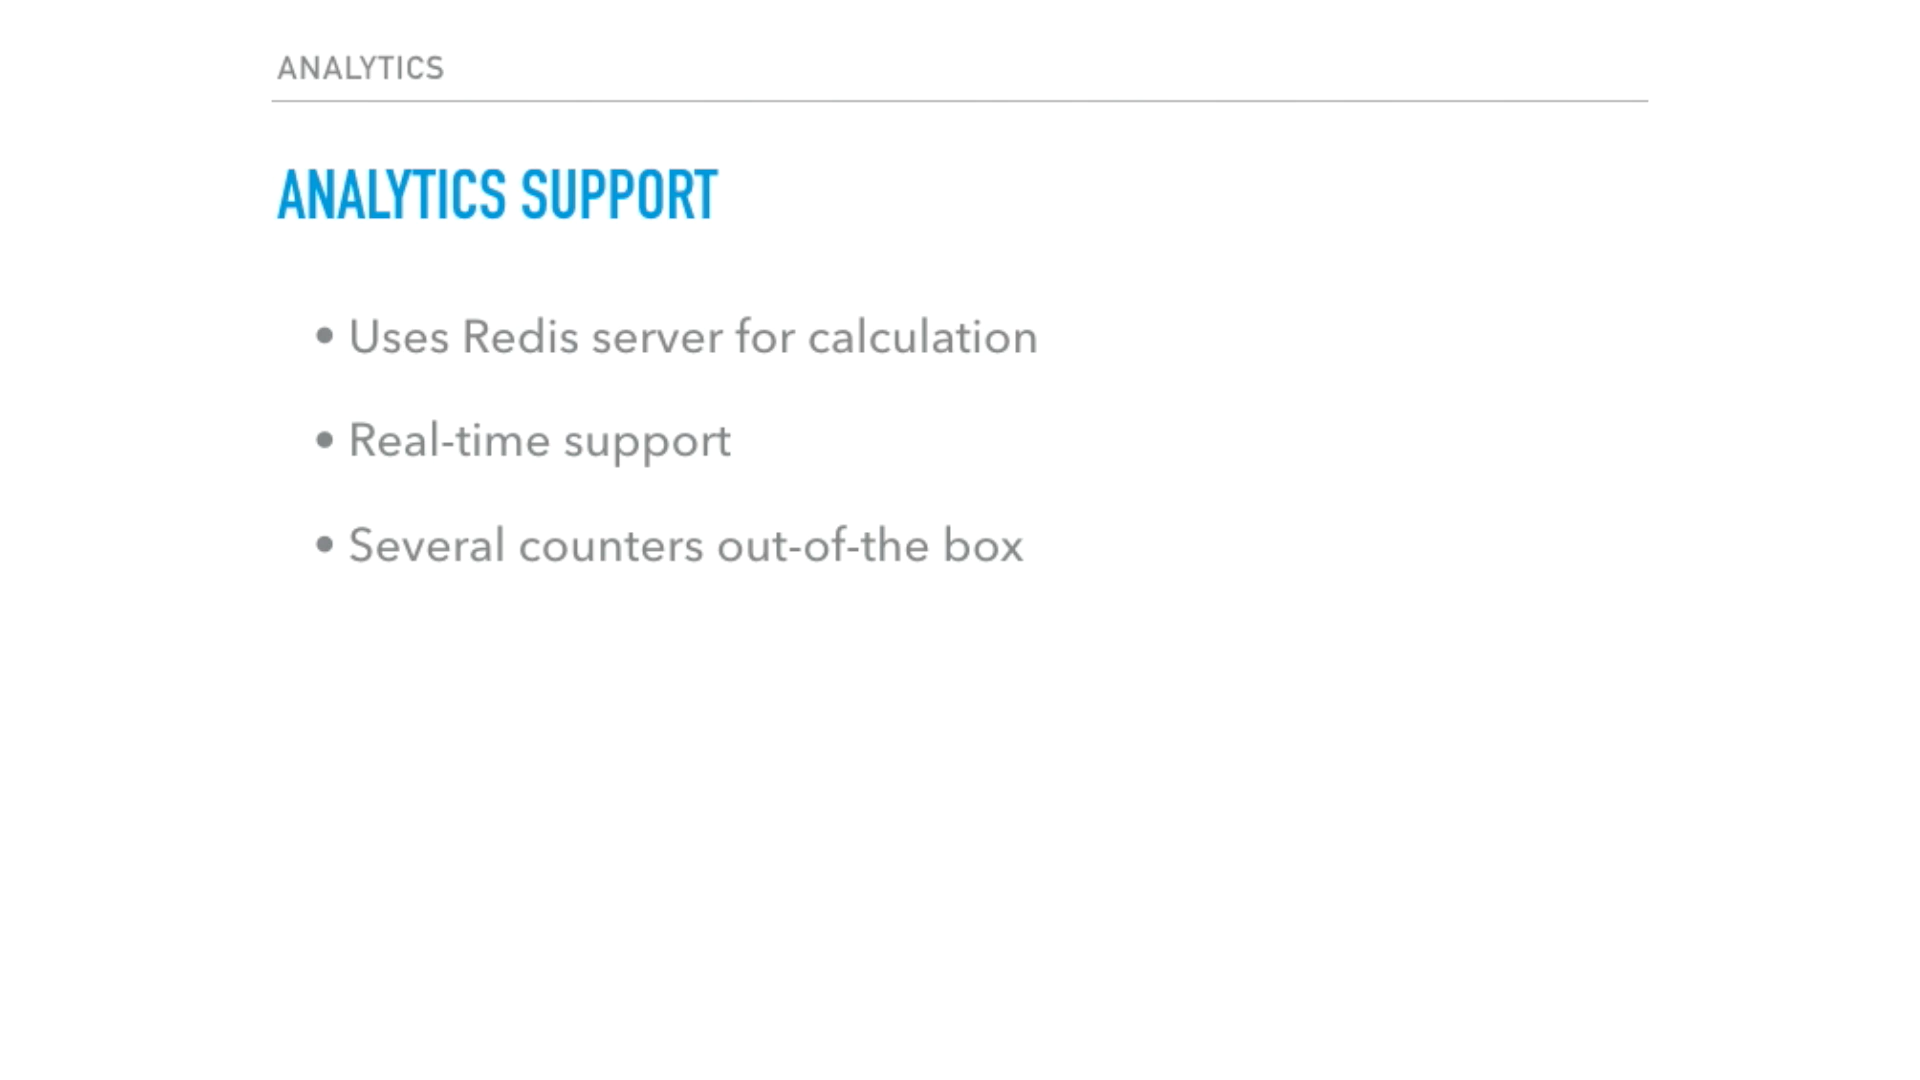 ANALYTICS
ANALYTICS SUPPORT
• Uses Redis server for calculation
• Real-time support
• Several counters out-of-the box